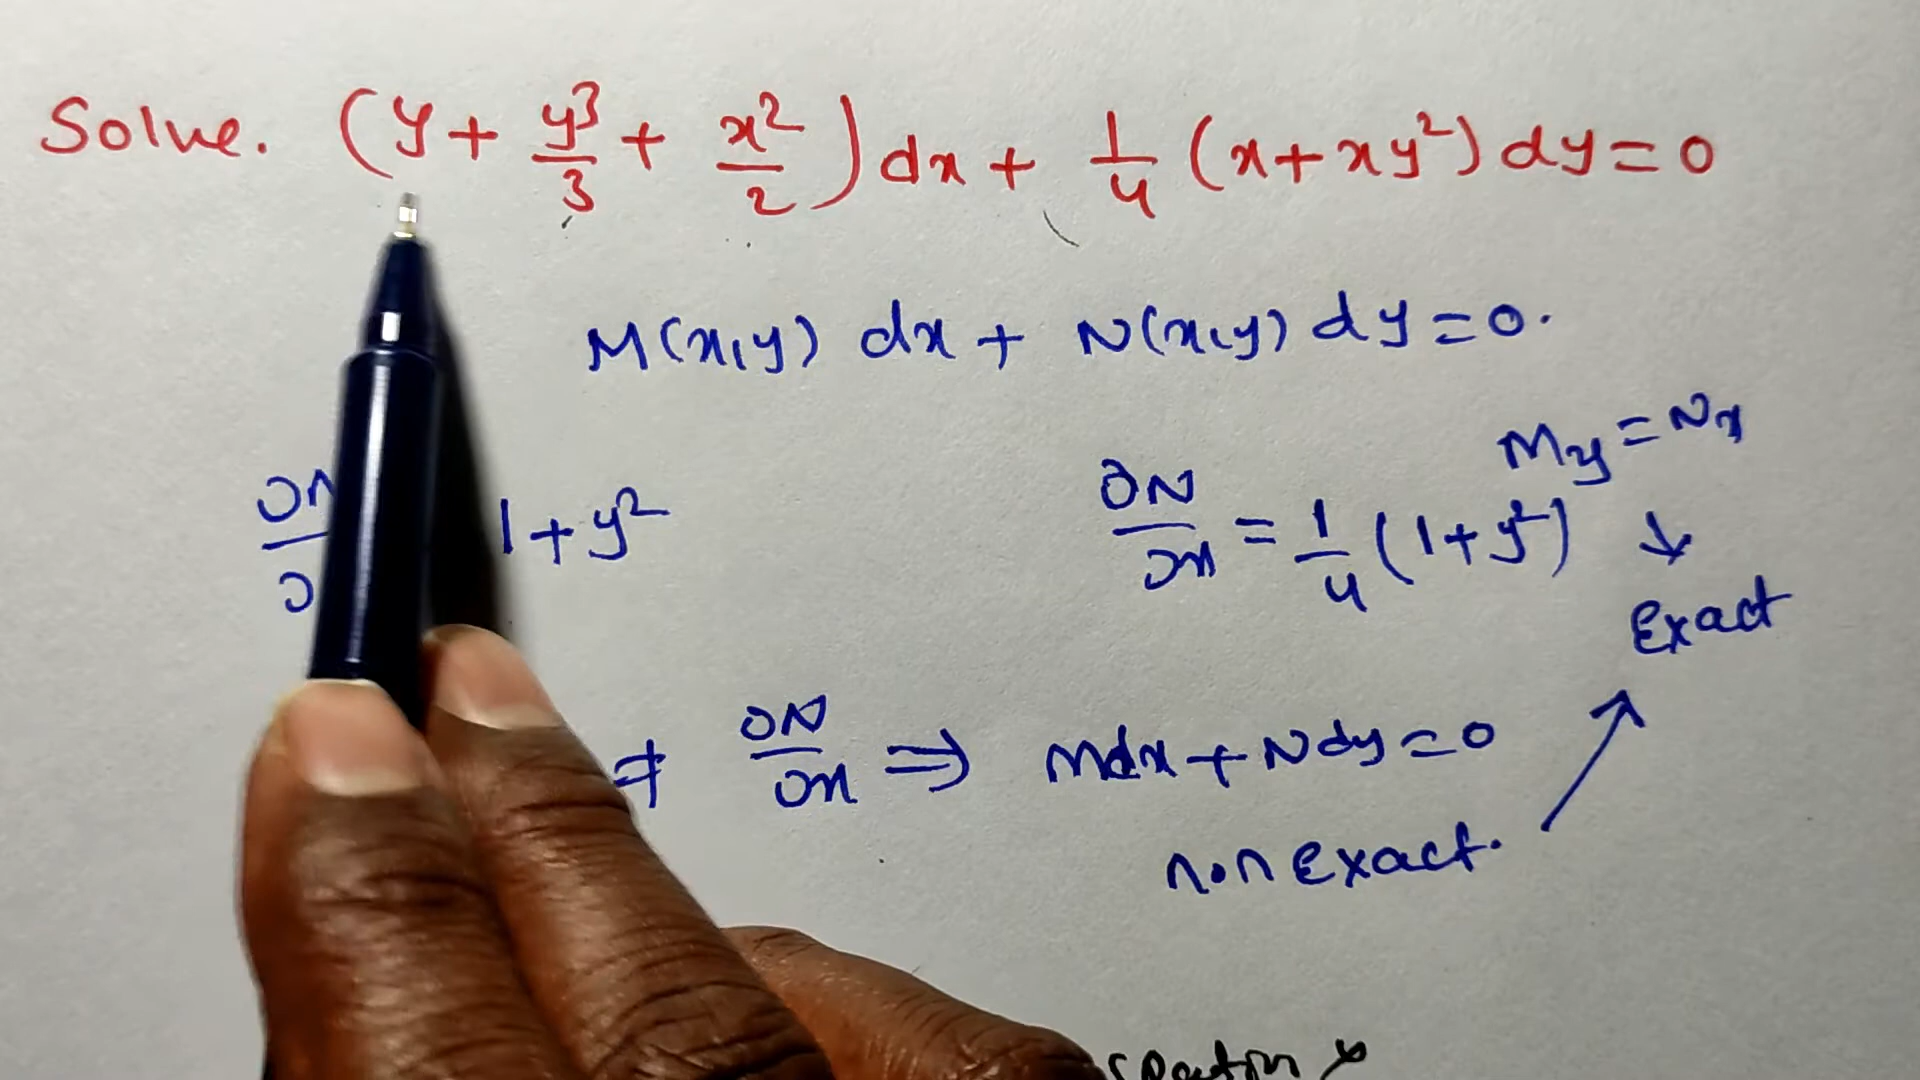 Solve. (y + y³/3 + x²/2) dx + 1/4 (x + xy²) dy = 0
M(x,y) dx + N(x,y) dy = 0.
My = Nx
1 + y² ∂N/∂x = 1/4 (1 + y²) ↓
Exact
≠ ∂N/∂x ⇒ Mdx + Ndy = 0
non exact.